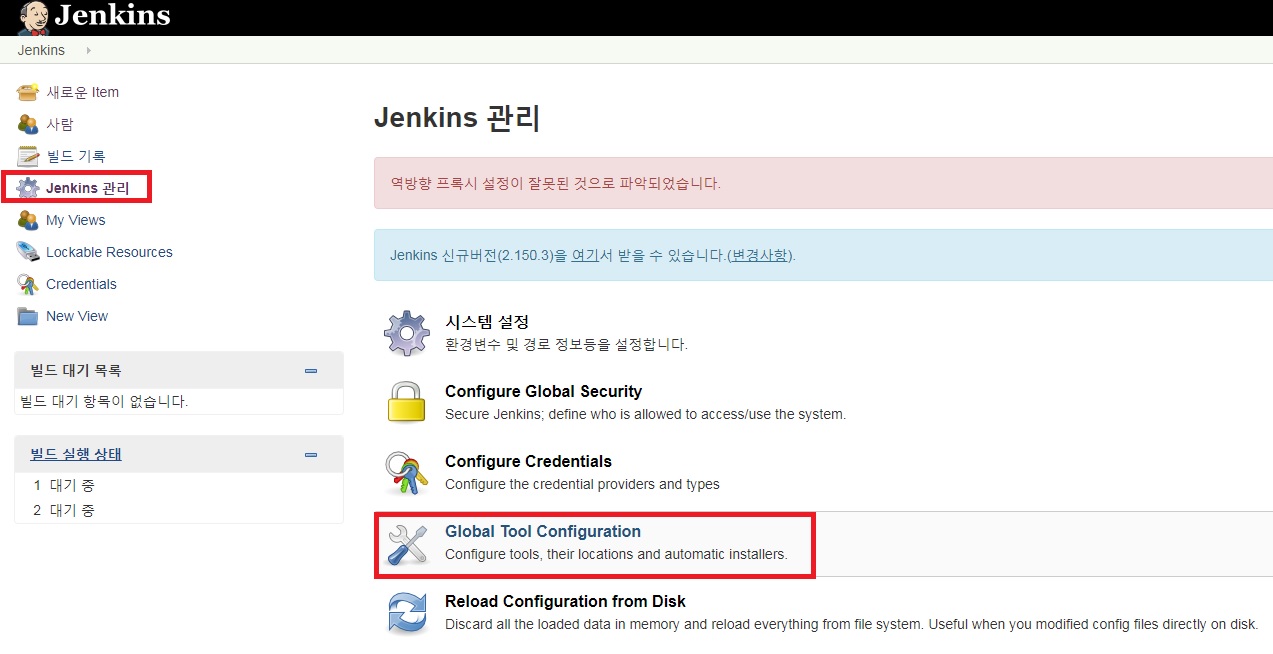 Jenkins
Jenkins
새로운 Item
사람
빌드 기록
Jenkins 관리
My Views
Lockable Resources
Credentials
New View
빌드 대기 목록
빌드 대기 항목이 없습니다.
빌드 실행 상태
1 대기 중
2 대기 중
Jenkins 관리
역방향 프록시 설정이 잘못된 것으로 파악되었습니다.
Jenkins 신규버전(2.150.3)을 여기서 받을 수 있습니다.(변경사항).
시스템 설정
환경변수 및 경로 정보등을 설정합니다.
Configure Global Security
Secure Jenkins; define who is allowed to access/use the system.
Configure Credentials
Configure the credential providers and types
Global Tool Configuration
Configure tools, their locations and automatic installers.
Reload Configuration from Disk
Discard all the loaded data in memory and reload everything from file system. Useful when you modified config files directly on disk.